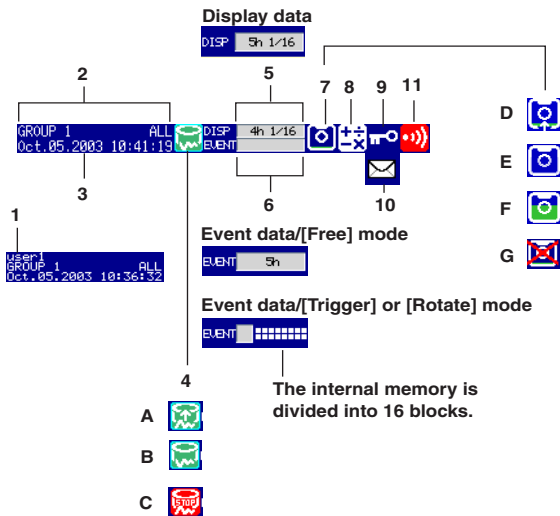 Display data
DISP 5h 1/16
2 5 7 8 9 11
GROUP 1 ALL DISP 4h 1/16
Oct.05.2003 10:41:19 EVENT
3 6 10
D
E
F
G
1
user1
GROUP 1 ALL
Oct.05.2003 10:36:32
Event data/[Free] mode
EVENT 5h
Event data/[Trigger] or [Rotate] mode
EVENT
4
The internal memory is
divided into 16 blocks.
A
B
C STOP